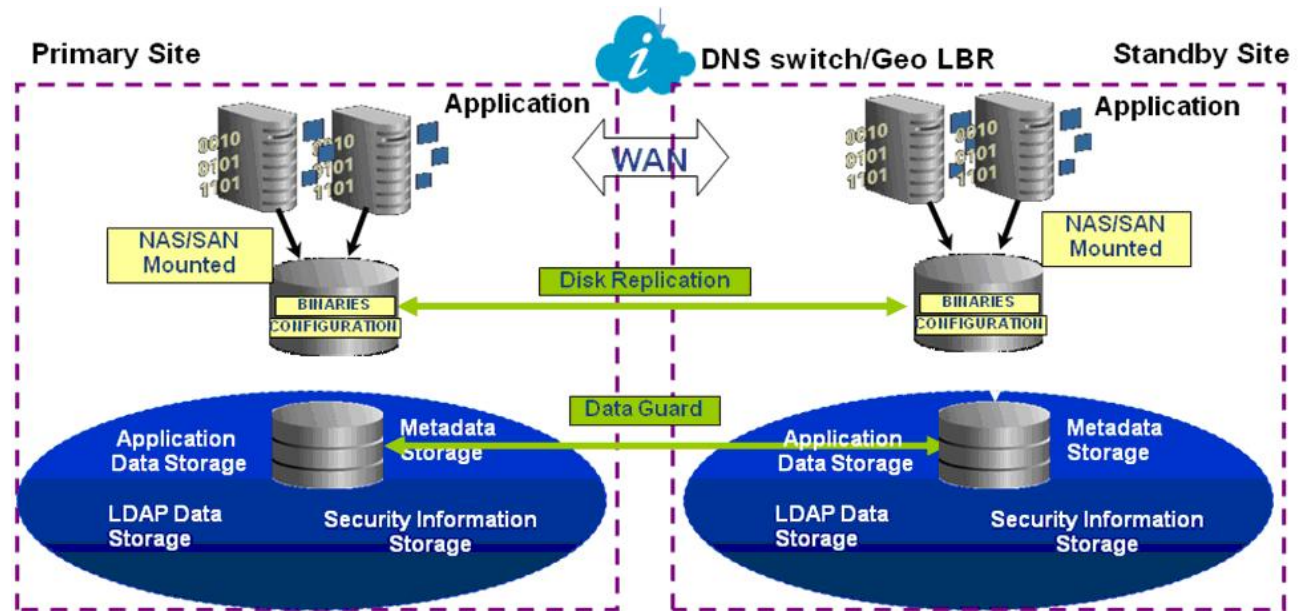 Primary Site
i
DNS switch/Geo LBR
Standby Site
Application
Application
WAN
0101
0101
NAS/SAN
Mounted
NAS/SAN
Mounted
Disk Replication
BINARIES
CONFIGURATION
BINARIES
CONFIGURATION
Data Guard
Application
Data Storage
Metadata
Storage
Application
Data Storage
Metadata
Storage
LDAP Data
Storage
Security Information
Storage
LDAP Data
Storage
Security Information
Storage